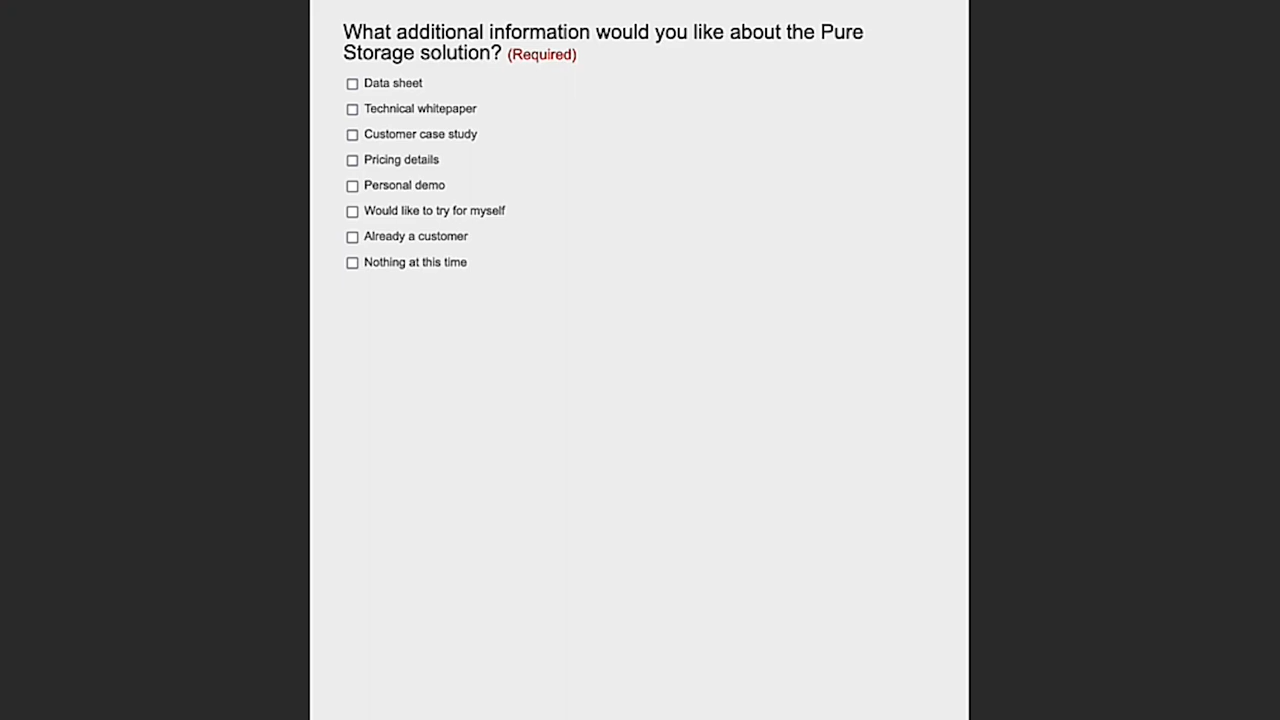 What additional information would you like about the Pure
Storage solution? (Required)
Data sheet
Technical whitepaper
Customer case study
Pricing details
Personal demo
Would like to try for myself
Already a customer
Nothing at this time